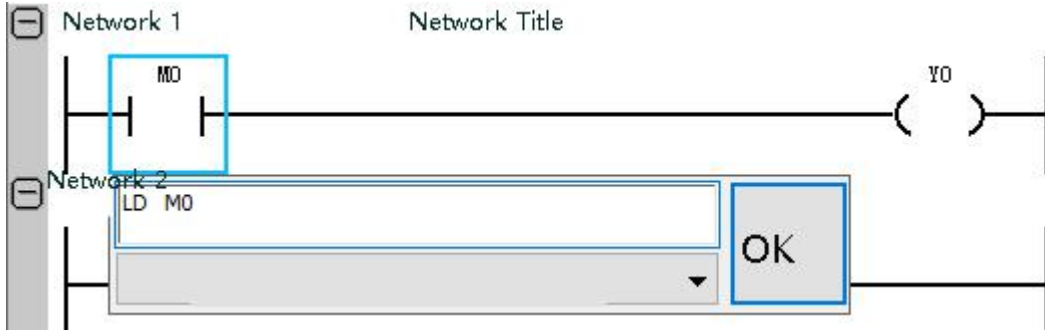 Network 1 Network Title
M0 Y0
Network 2
LD M0
OK